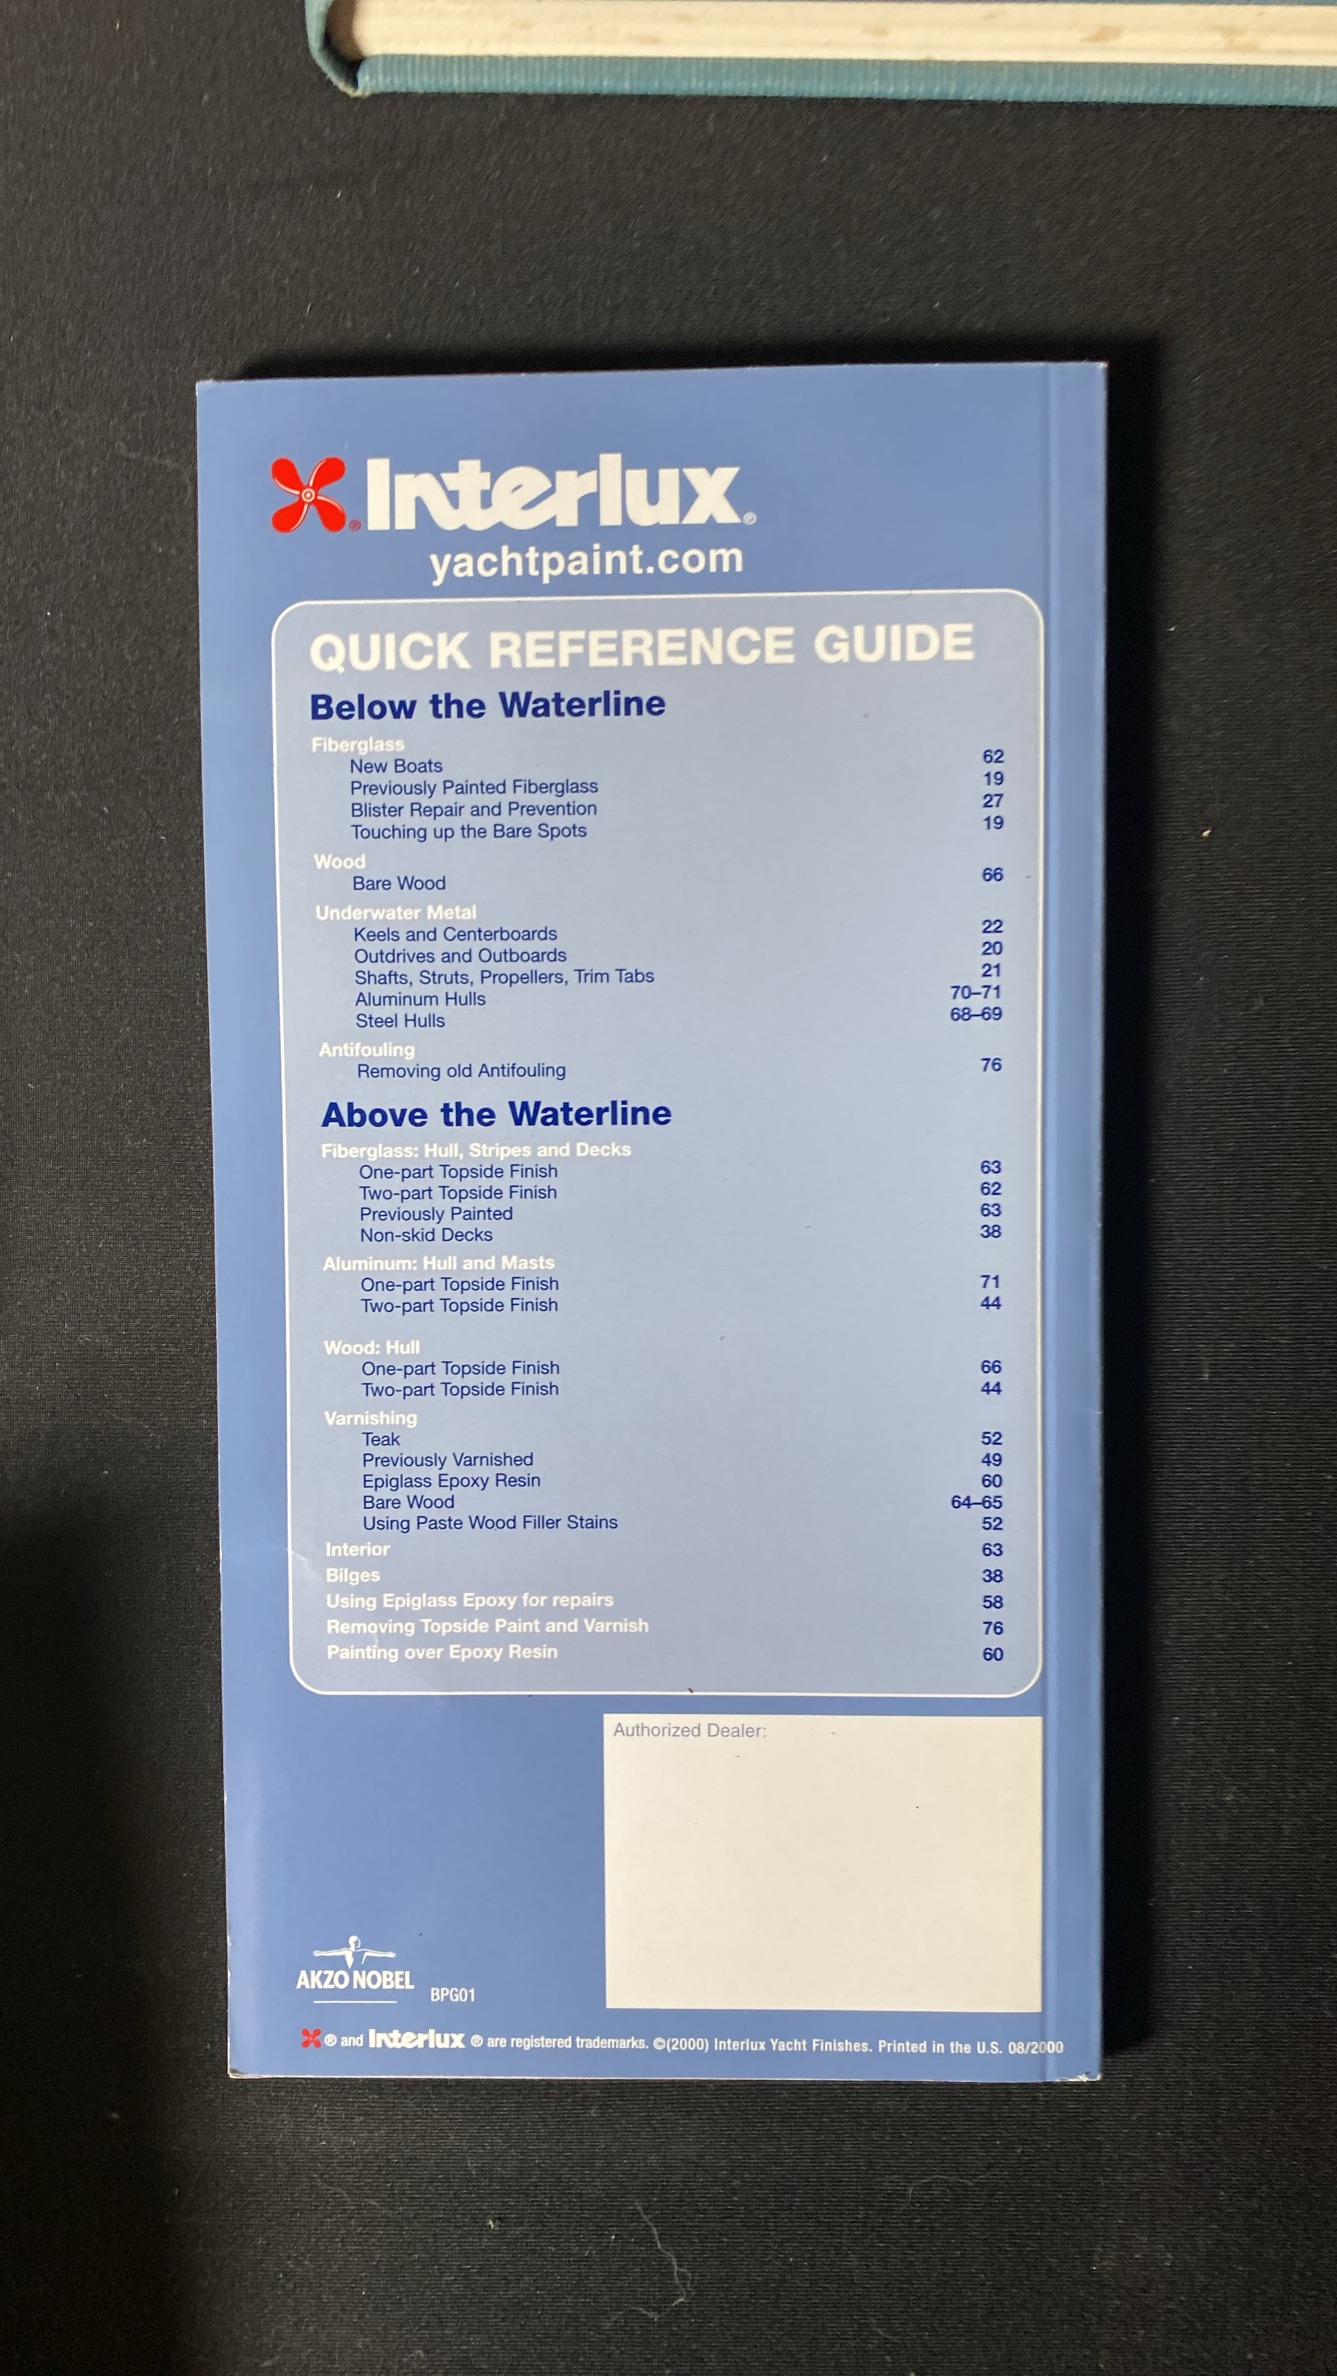 Interlux®
yachtpaint.com
QUICK REFERENCE GUIDE
Below the Waterline
Fiberglass
New Boats 62
Previously Painted Fiberglass 19
Blister Repair and Prevention 27
Touching up the Bare Spots 19
Wood
Bare Wood 66
Underwater Metal
Keels and Centerboards 22
Outdrives and Outboards 20
Shafts, Struts, Propellers, Trim Tabs 21
Aluminum Hulls 70–71
Steel Hulls 68–69
Antifouling
Removing old Antifouling 76
Above the Waterline
Fiberglass: Hull, Stripes and Decks
One-part Topside Finish 63
Two-part Topside Finish 62
Previously Painted 63
Non-skid Decks 38
Aluminum: Hull and Masts
One-part Topside Finish 71
Two-part Topside Finish 44
Wood: Hull
One-part Topside Finish 66
Two-part Topside Finish 44
Varnishing
Teak 52
Previously Varnished 49
Epiglass Epoxy Resin 60
Bare Wood 64–65
Using Paste Wood Filler Stains 52
Interior 63
Bilges 38
Using Epiglass Epoxy for repairs 58
Removing Topside Paint and Varnish 76
Painting over Epoxy Resin 60
Authorized Dealer:
AKZO NOBEL BPG01
® and Interlux ® are registered trademarks. ©(2000) Interlux Yacht Finishes. Printed in the U.S. 08/2000